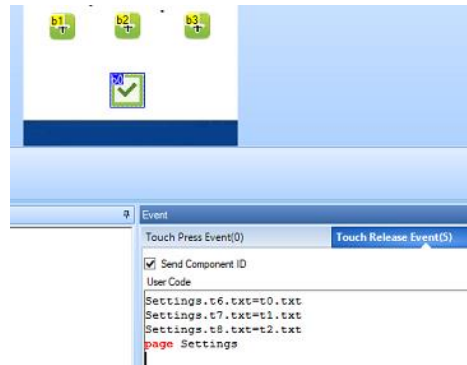 b1 b2 b3
b0
Event
Touch Press Event(0) Touch Release Event(5)
Send Component ID
User Code
Settings.t6.txt=t0.txt
Settings.t7.txt=t1.txt
Settings.t8.txt=t2.txt
page Settings